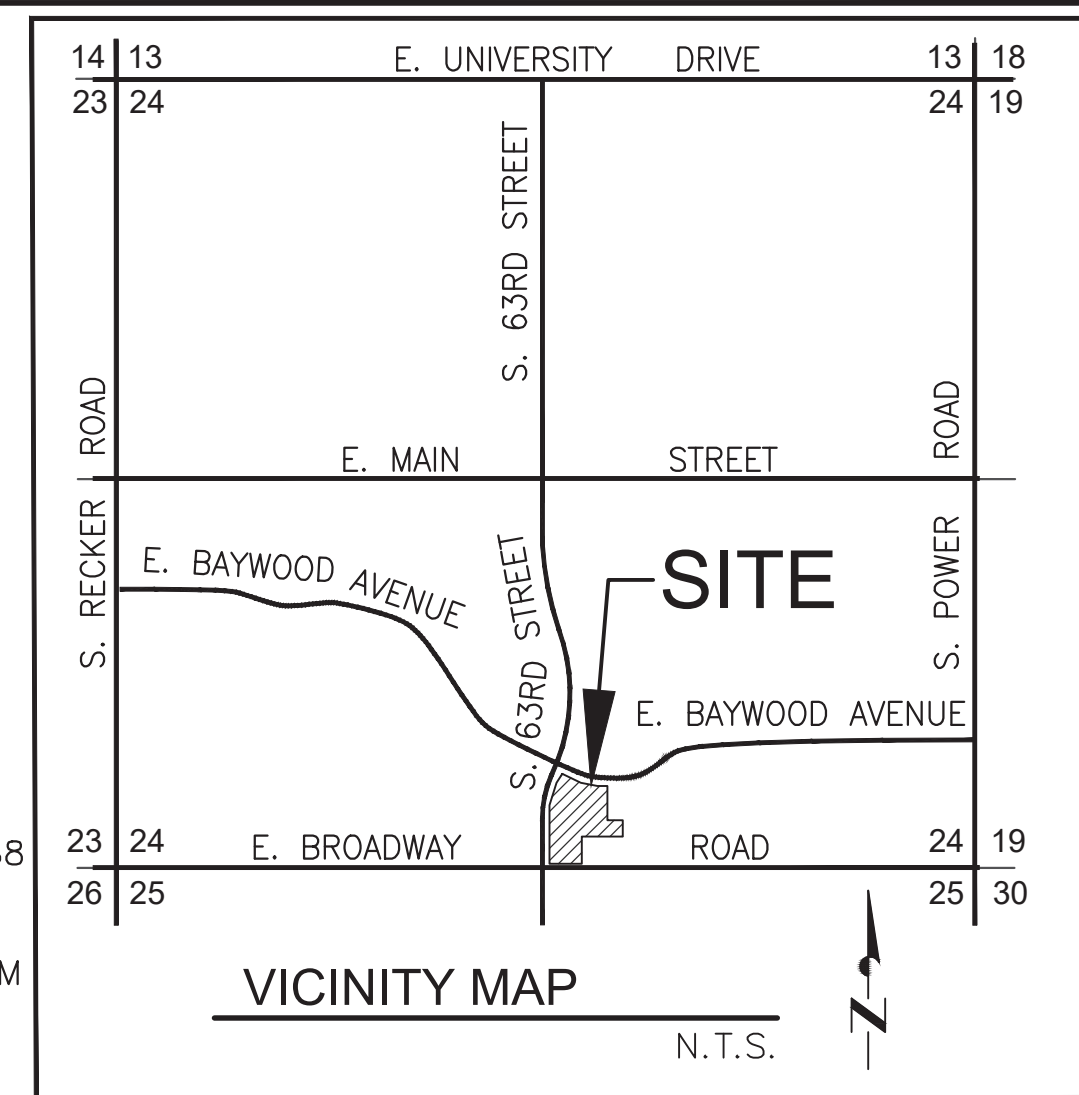 14 13 E. UNIVERSITY DRIVE 13 18
23 24 24 19
S. 63RD STREET
E. MAIN STREET
S. RECKER ROAD
S. POWER ROAD
E. BAYWOOD AVENUE
S. 63RD STREET
SITE
E. BAYWOOD AVENUE
23 24 E. BROADWAY ROAD 24 19
26 25 25 30
VICINITY MAP
N.T.S.
N